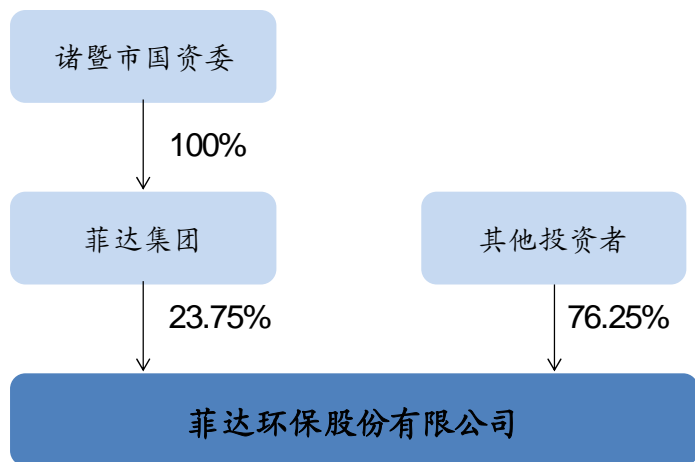 诸暨市国资委
100%
菲达集团
其他投资者
23.75%
76.25%
菲达环保股份有限公司